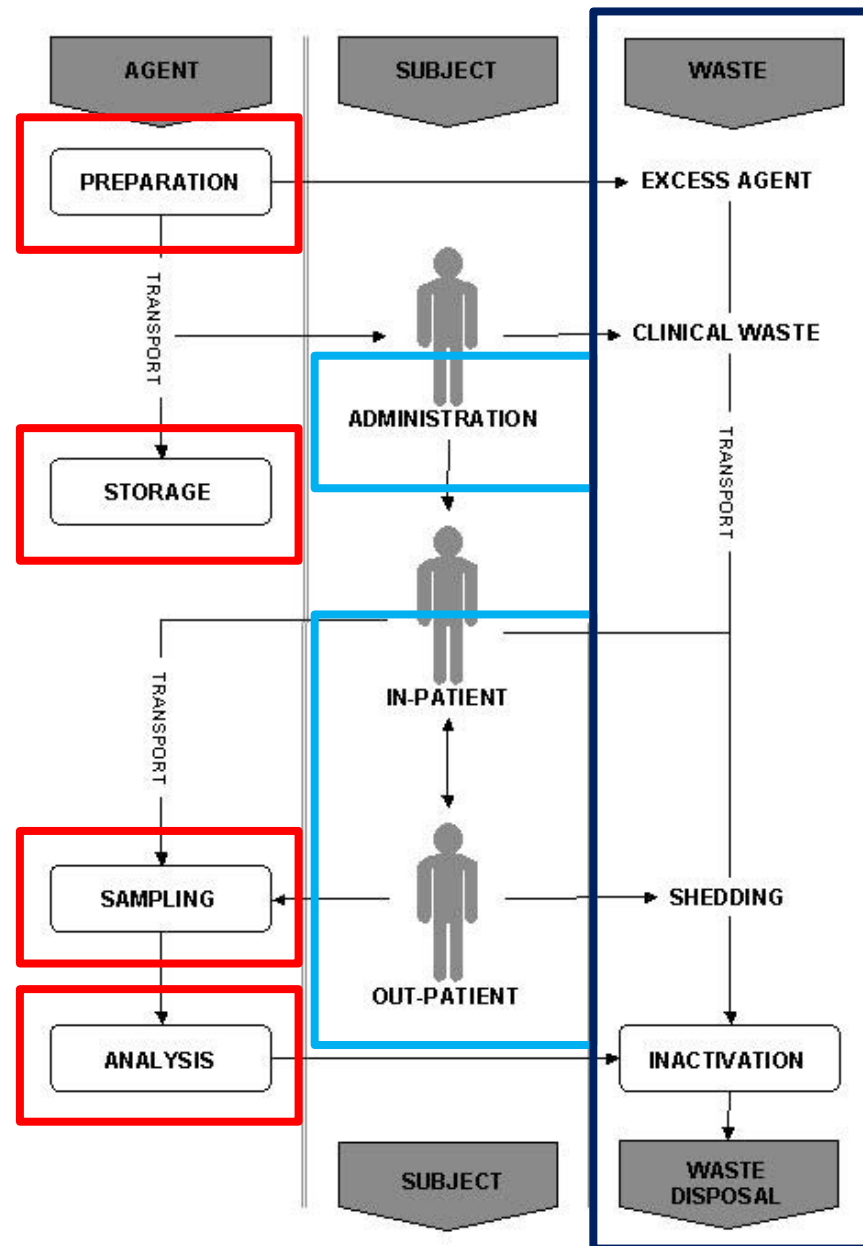 AGENT
SUBJECT
WASTE
PREPARATION
EXCESS AGENT
TRANSPORT
CLINICAL WASTE
ADMINISTRATION
STORAGE
TRANSPORT
IN-PATIENT
TRANSPORT
SAMPLING
SHEDDING
OUT-PATIENT
ANALYSIS
INACTIVATION
SUBJECT
WASTE
DISPOSAL